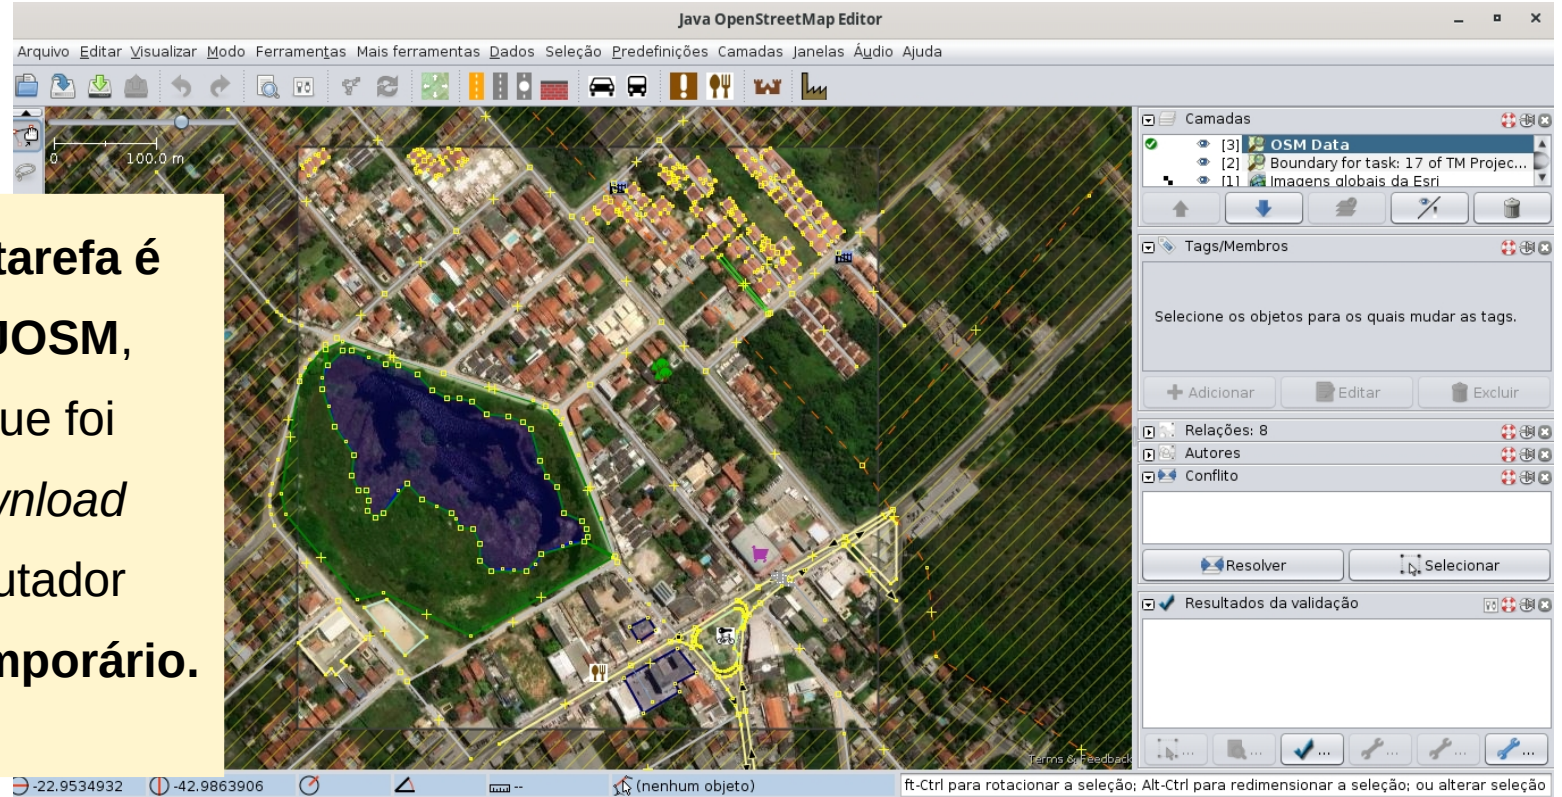 Java OpenStreetMap Editor
Arquivo Editar Visualizar Modo Ferramentas Mais ferramentas Dados Seleção Predefinições Camadas Janelas Áudio Ajuda
0 100.0 m
tarefa é
JOSM,
ue foi
wnload
utador
mporário.
Camadas
[3] OSM Data
[2] Boundary for task: 17 of TM Projec...
[1] Imagens globais da Esri
Tags/Membros
Selecione os objetos para os quais mudar as tags.
Adicionar Editar Excluir
Relações: 8
Autores
Conflito
Resolver Selecionar
Resultados da validação
... ... ... ... ... ...
Terms & Feedback
-22.9534932 -42.9863906 -- (nenhum objeto) ft-Ctrl para rotacionar a seleção; Alt-Ctrl para redimensionar a seleção; ou alterar seleção